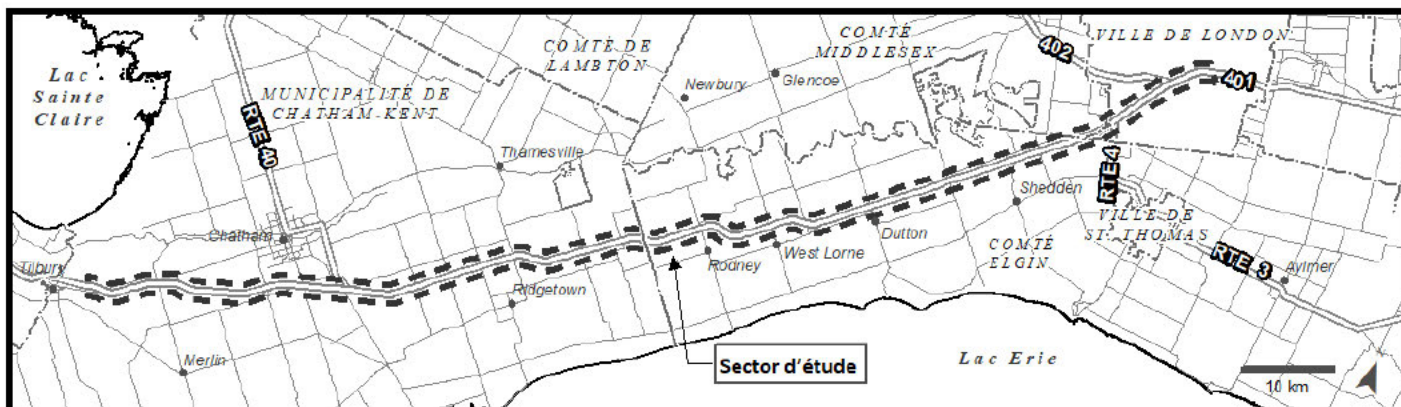 Lac
Sainte
Claire
RTE 40
MUNICIPALITÉ DE
CHATHAM-KENT
COMTÉ DE
LAMBTON
COMTÉ
MIDDLESEX
402
VILLE DE LONDON
401
Newbury
Glencoe
Thamesville
Chatham
Tilbury
Merlin
Ridgetown
Rodney
West Lorne
Dutton
Shedden
RTE 4
VILLE DE
ST. THOMAS
COMTÉ
ELGIN
RTE 3
Aylmer
Sector d'étude
Lac Erie
10 km